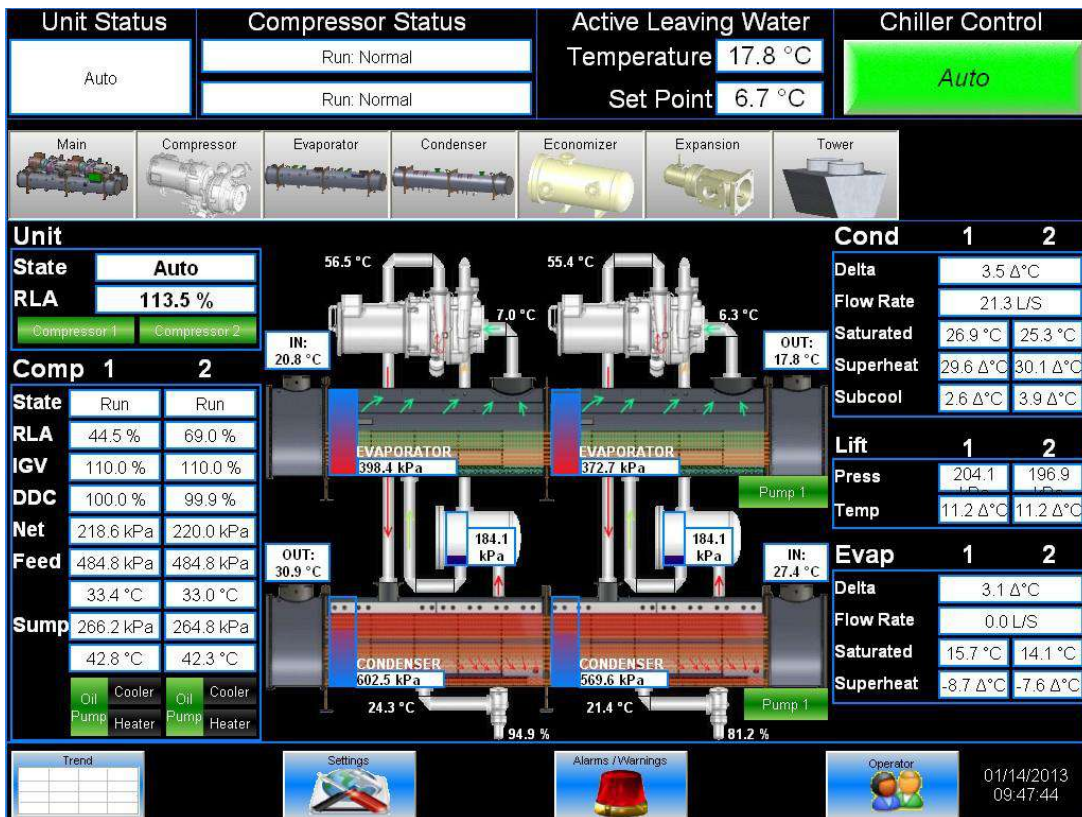 Unit Status
Compressor Status
Active Leaving Water
Chiller Control
Auto
Run: Normal
Run: Normal
Temperature 17.8 °C
Set Point 6.7 °C
Auto
Main
Compressor
Evaporator
Condenser
Economizer
Expansion
Tower
Unit
State Auto
RLA 113.5 %
Compressor 1 Compressor 2
Comp 1 2
State Run Run
RLA 44.5 % 69.0 %
IGV 110.0 % 110.0 %
DDC 100.0 % 99.9 %
Net 218.6 kPa 220.0 kPa
Feed 484.8 kPa 484.8 kPa
33.4 °C 33.0 °C
Sump 266.2 kPa 264.8 kPa
42.8 °C 42.3 °C
Oil Pump Cooler Heater
Oil Pump Cooler Heater
56.5 °C
55.4 °C
7.0 °C
6.3 °C
IN:
20.8 °C
OUT:
17.8 °C
EVAPORATOR
398.4 kPa
EVAPORATOR
372.7 kPa
Pump 1
184.1
kPa
184.1
kPa
OUT:
30.9 °C
IN:
27.4 °C
CONDENSER
602.5 kPa
CONDENSER
569.6 kPa
Pump 1
24.3 °C
21.4 °C
94.9 %
81.2 %
Cond 1 2
Delta 3.5 Δ°C
Flow Rate 21.3 L/S
Saturated 26.9 °C 25.3 °C
Superheat 29.6 Δ°C 30.1 Δ°C
Subcool 2.6 Δ°C 3.9 Δ°C
Lift 1 2
Press 204.1 196.9
Temp 11.2 Δ°C 11.2 Δ°C
Evap 1 2
Delta 3.1 Δ°C
Flow Rate 0.0 L/S
Saturated 15.7 °C 14.1 °C
Superheat -8.7 Δ°C -7.6 Δ°C
Trend
Settings
Alarms / Warnings
Operator
01/14/2013
09:47:44